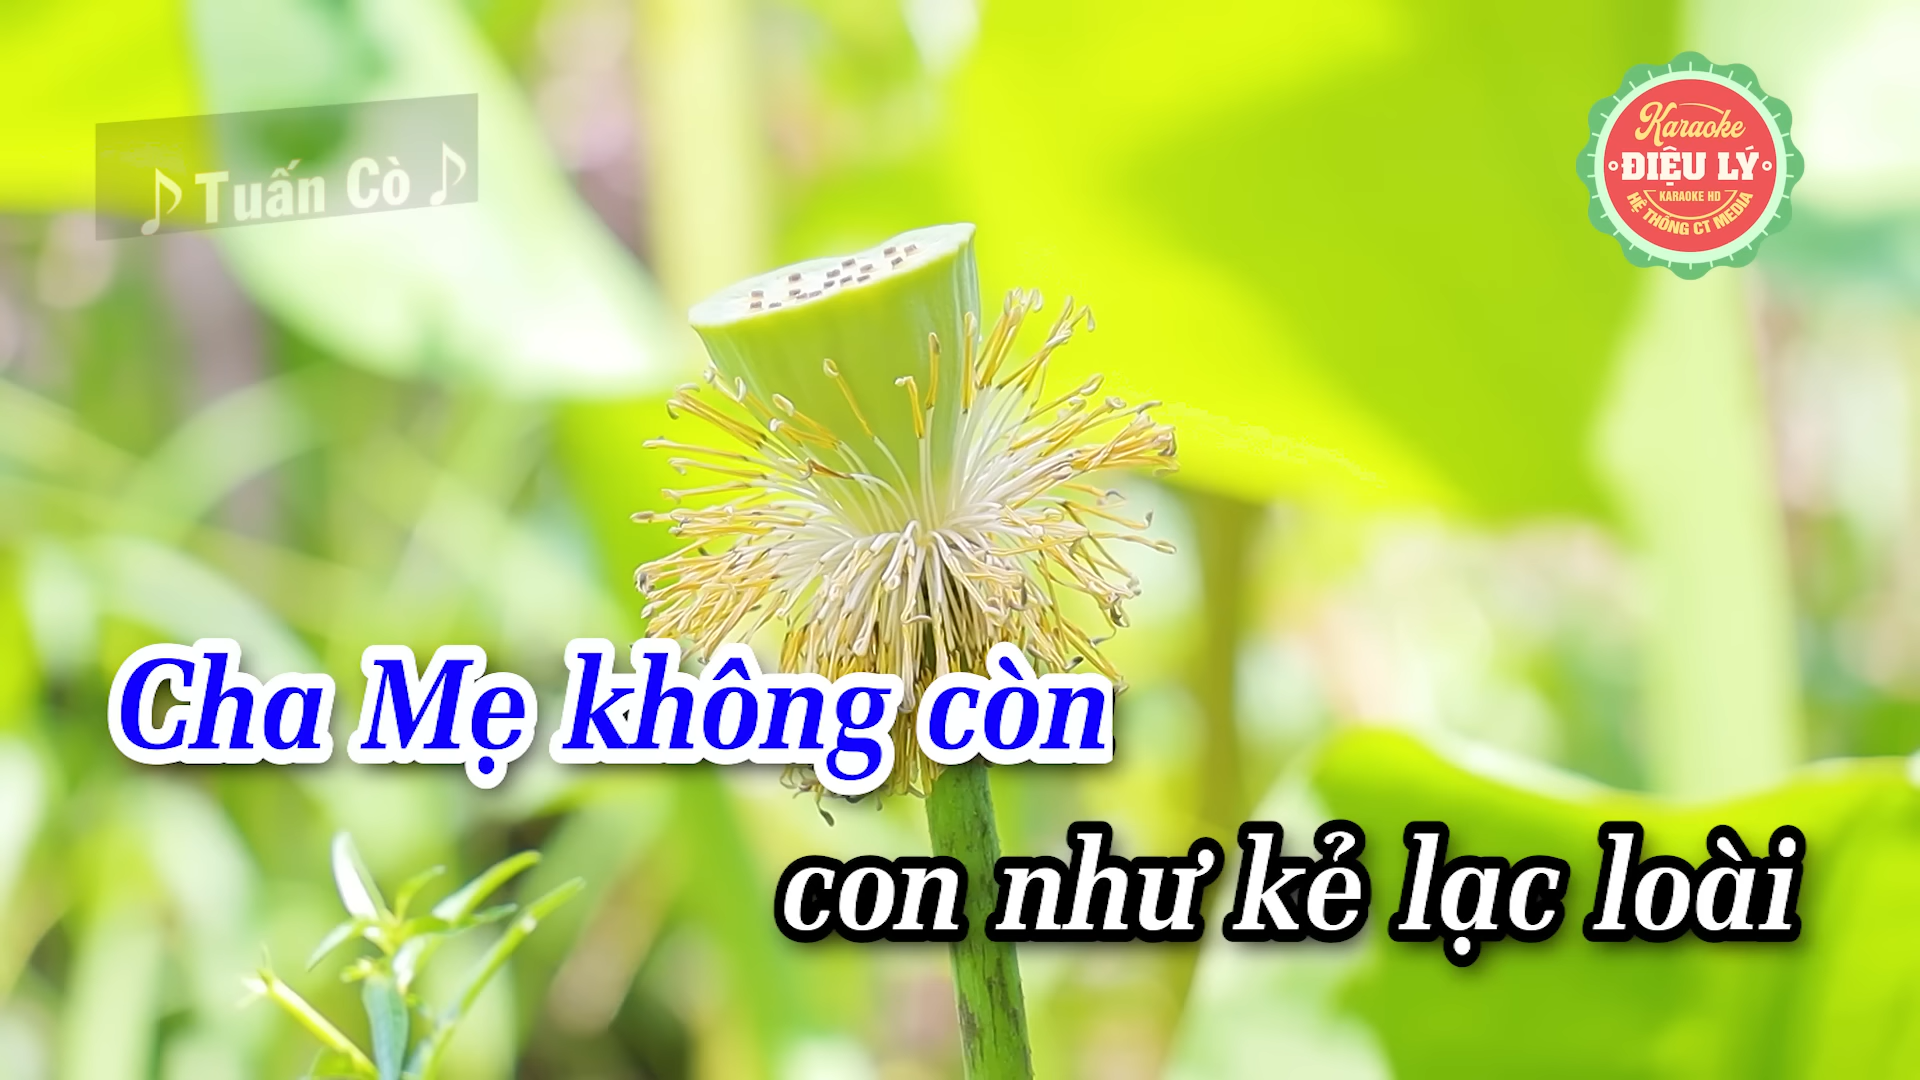 ♪ Tuấn Cò ♪
Karaoke
ĐIỆU LÝ
KARAOKE HD
HỆ THỐNG CT MEDIA
Cha Mẹ không còn
con như kẻ lạc loài